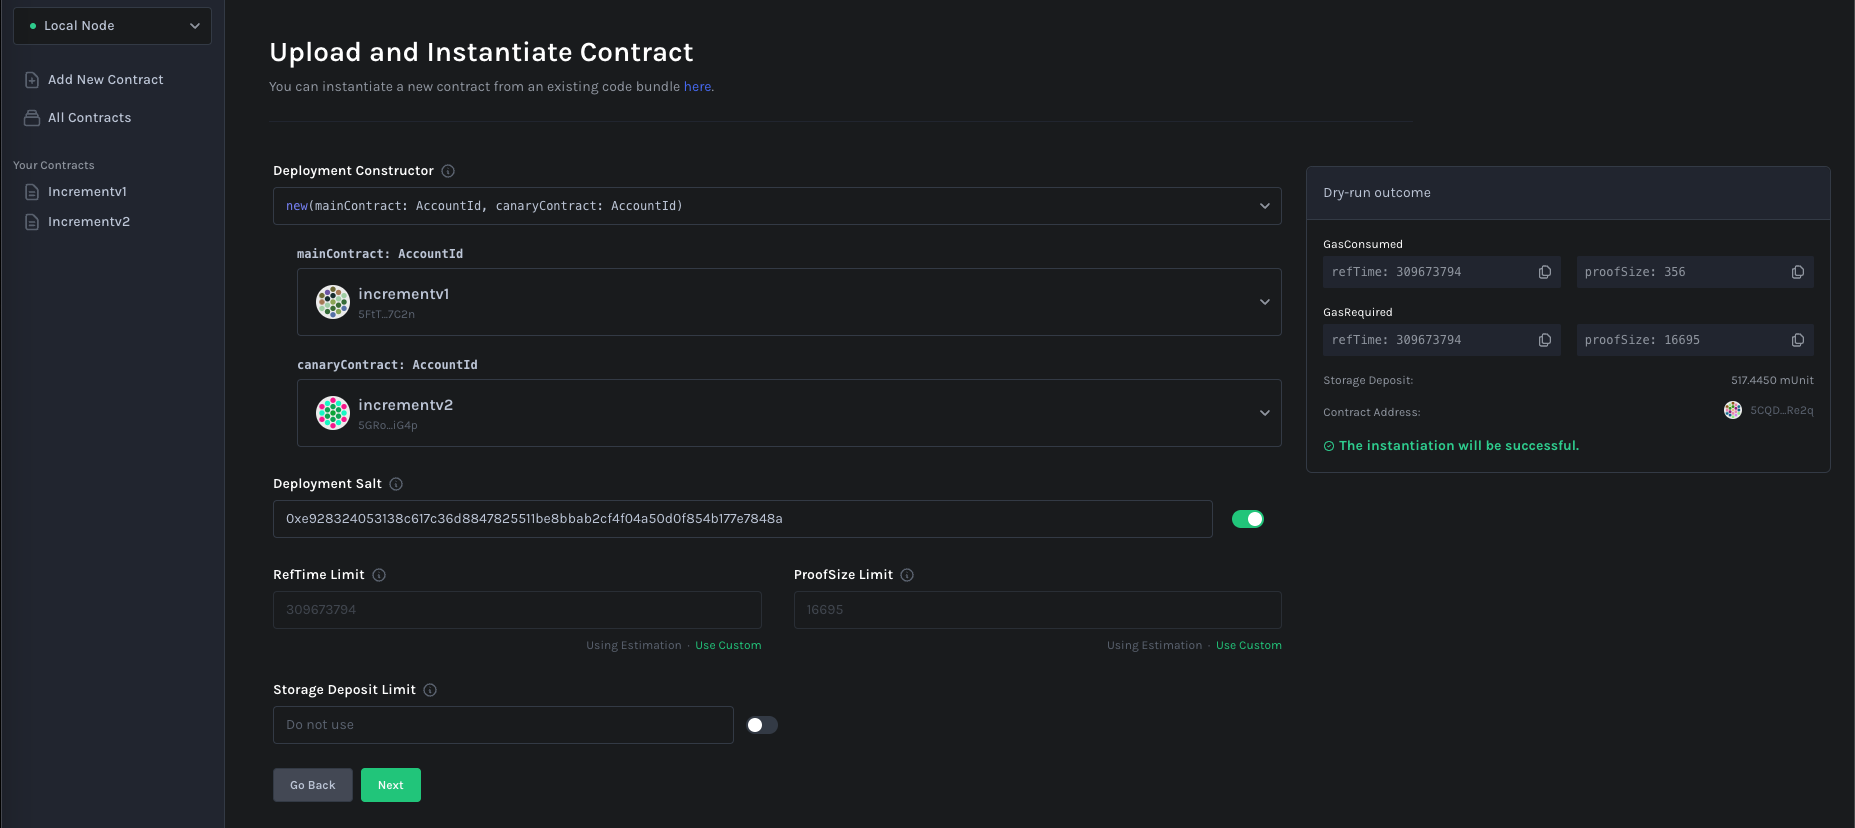 Local Node
Add New Contract
All Contracts
Your Contracts
Incrementv1
Incrementv2
Upload and Instantiate Contract
You can instantiate a new contract from an existing code bundle here.
Deployment Constructor
new(mainContract: AccountId, canaryContract: AccountId)
mainContract: AccountId
incrementv1
5FtT...7C2n
canaryContract: AccountId
incrementv2
5GRo...iG4p
Deployment Salt
0xe928324053138c617c36d8847825511be8bbab2cf4f04a50d0f854b177e7848a
RefTime Limit
309673794
Using Estimation · Use Custom
ProofSize Limit
16695
Using Estimation · Use Custom
Storage Deposit Limit
Do not use
Go Back
Next
Dry-run outcome
GasConsumed
refTime: 309673794
proofSize: 356
GasRequired
refTime: 309673794
proofSize: 16695
Storage Deposit: 517.4450 mUnit
Contract Address: 5CQD...Re2q
The instantiation will be successful.